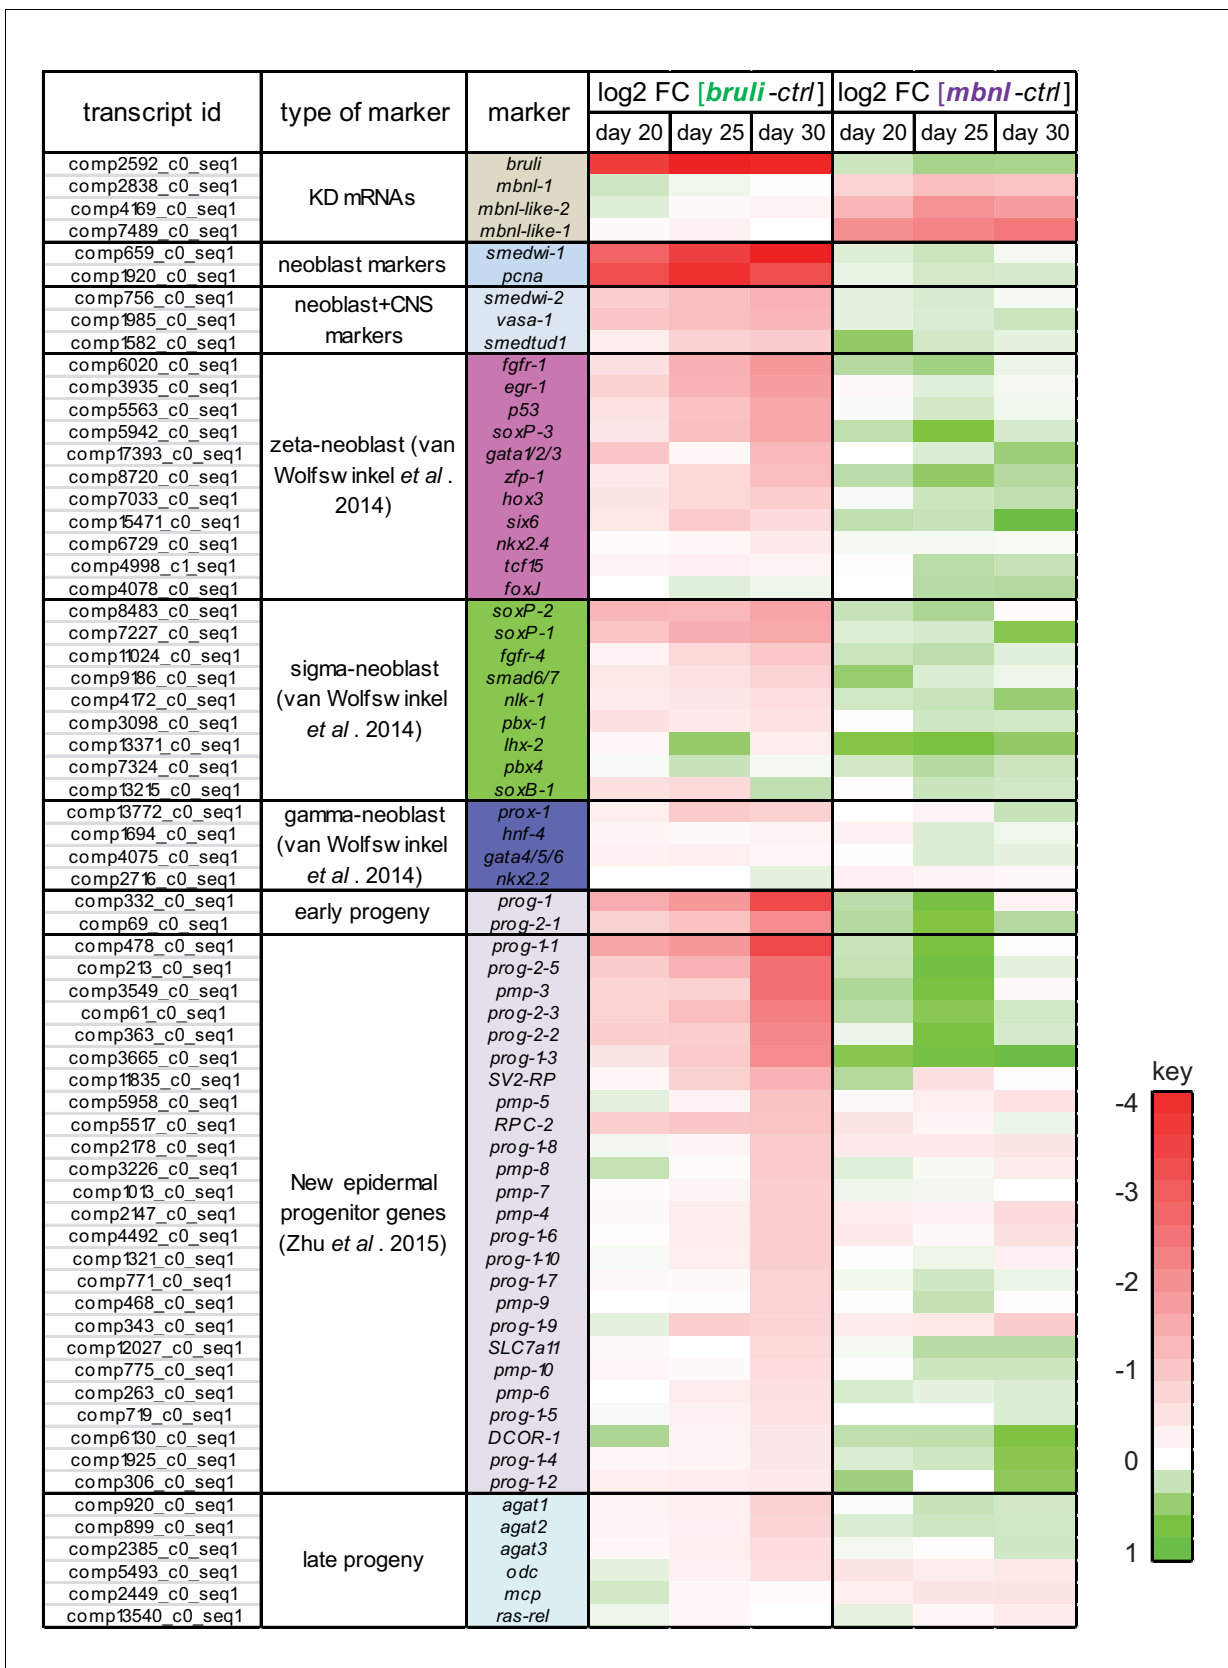 transcript id type of marker marker log2 FC [bruli-ctrl] log2 FC [mbnl-ctrl]
day 20 day 25 day 30 day 20 day 25 day 30
comp2592_c0_seq1 bruli
comp2838_c0_seq1 mbnl-1
KD mRNAs
comp4169_c0_seq1 mbnl-like-2
comp7489_c0_seq1 mbnl-like-1
comp659_c0_seq1 smedwi-1
neoblast markers
comp1920_c0_seq1 pcna
comp756_c0_seq1 smedwi-2
neoblast+CNS
comp1985_c0_seq1 vasa-1
markers
comp1582_c0_seq1 smedtud1
comp6020_c0_seq1 fgfr-1
comp3935_c0_seq1 egr-1
comp5563_c0_seq1 p53
comp5942_c0_seq1 soxP-3
zeta-neoblast (van
comp17393_c0_seq1 gata1/2/3
Wolfswinkel et al.
comp8720_c0_seq1 zfp-1
2014)
comp7033_c0_seq1 hox3
comp15471_c0_seq1 six6
comp6729_c0_seq1 nkx2.4
comp4998_c1_seq1 tcf15
comp4078_c0_seq1 foxJ
comp8483_c0_seq1 soxP-2
comp7227_c0_seq1 soxP-1
comp11024_c0_seq1 fgfr-4
sigma-neoblast
comp9186_c0_seq1 smad6/7
(van Wolfswinkel
comp4172_c0_seq1 nlk-1
et al. 2014)
comp3098_c0_seq1 pbx-1
comp13371_c0_seq1 lhx-2
comp7324_c0_seq1 pbx4
comp13215_c0_seq1 soxB-1
comp13772_c0_seq1 prox-1
gamma-neoblast
comp1694_c0_seq1 hnf-4
(van Wolfswinkel
comp4075_c0_seq1 gata4/5/6
et al. 2014)
comp2716_c0_seq1 nkx2.2
comp332_c0_seq1 prog-1
early progeny
comp69_c0_seq1 prog-2-1
comp478_c0_seq1 prog-1-1
comp213_c0_seq1 prog-2-5
comp3549_c0_seq1 pmp-3
comp61_c0_seq1 prog-2-3
comp363_c0_seq1 prog-2-2
comp3665_c0_seq1 prog-1-3
comp11835_c0_seq1 SV2-RP
comp5958_c0_seq1 pmp-5
comp5517_c0_seq1 RPC-2
comp2178_c0_seq1 prog-1-8
comp3226_c0_seq1 pmp-8
New epidermal
comp1013_c0_seq1 pmp-7
progenitor genes
comp2147_c0_seq1 pmp-4
(Zhu et al. 2015)
comp4492_c0_seq1 prog-1-6
comp1321_c0_seq1 prog-1-10
comp771_c0_seq1 prog-1-7
comp468_c0_seq1 pmp-9
comp343_c0_seq1 prog-1-9
comp12027_c0_seq1 SLC7a11
comp775_c0_seq1 pmp-10
comp263_c0_seq1 pmp-6
comp719_c0_seq1 prog-1-5
comp6130_c0_seq1 DCOR-1
comp1925_c0_seq1 prog-1-4
comp306_c0_seq1 prog-1-2
comp920_c0_seq1 agat1
comp899_c0_seq1 agat2
comp2385_c0_seq1 agat3
late progeny
comp5493_c0_seq1 odc
comp2449_c0_seq1 mcp
comp13540_c0_seq1 ras-rel
key
-4
-3
-2
-1
0
1